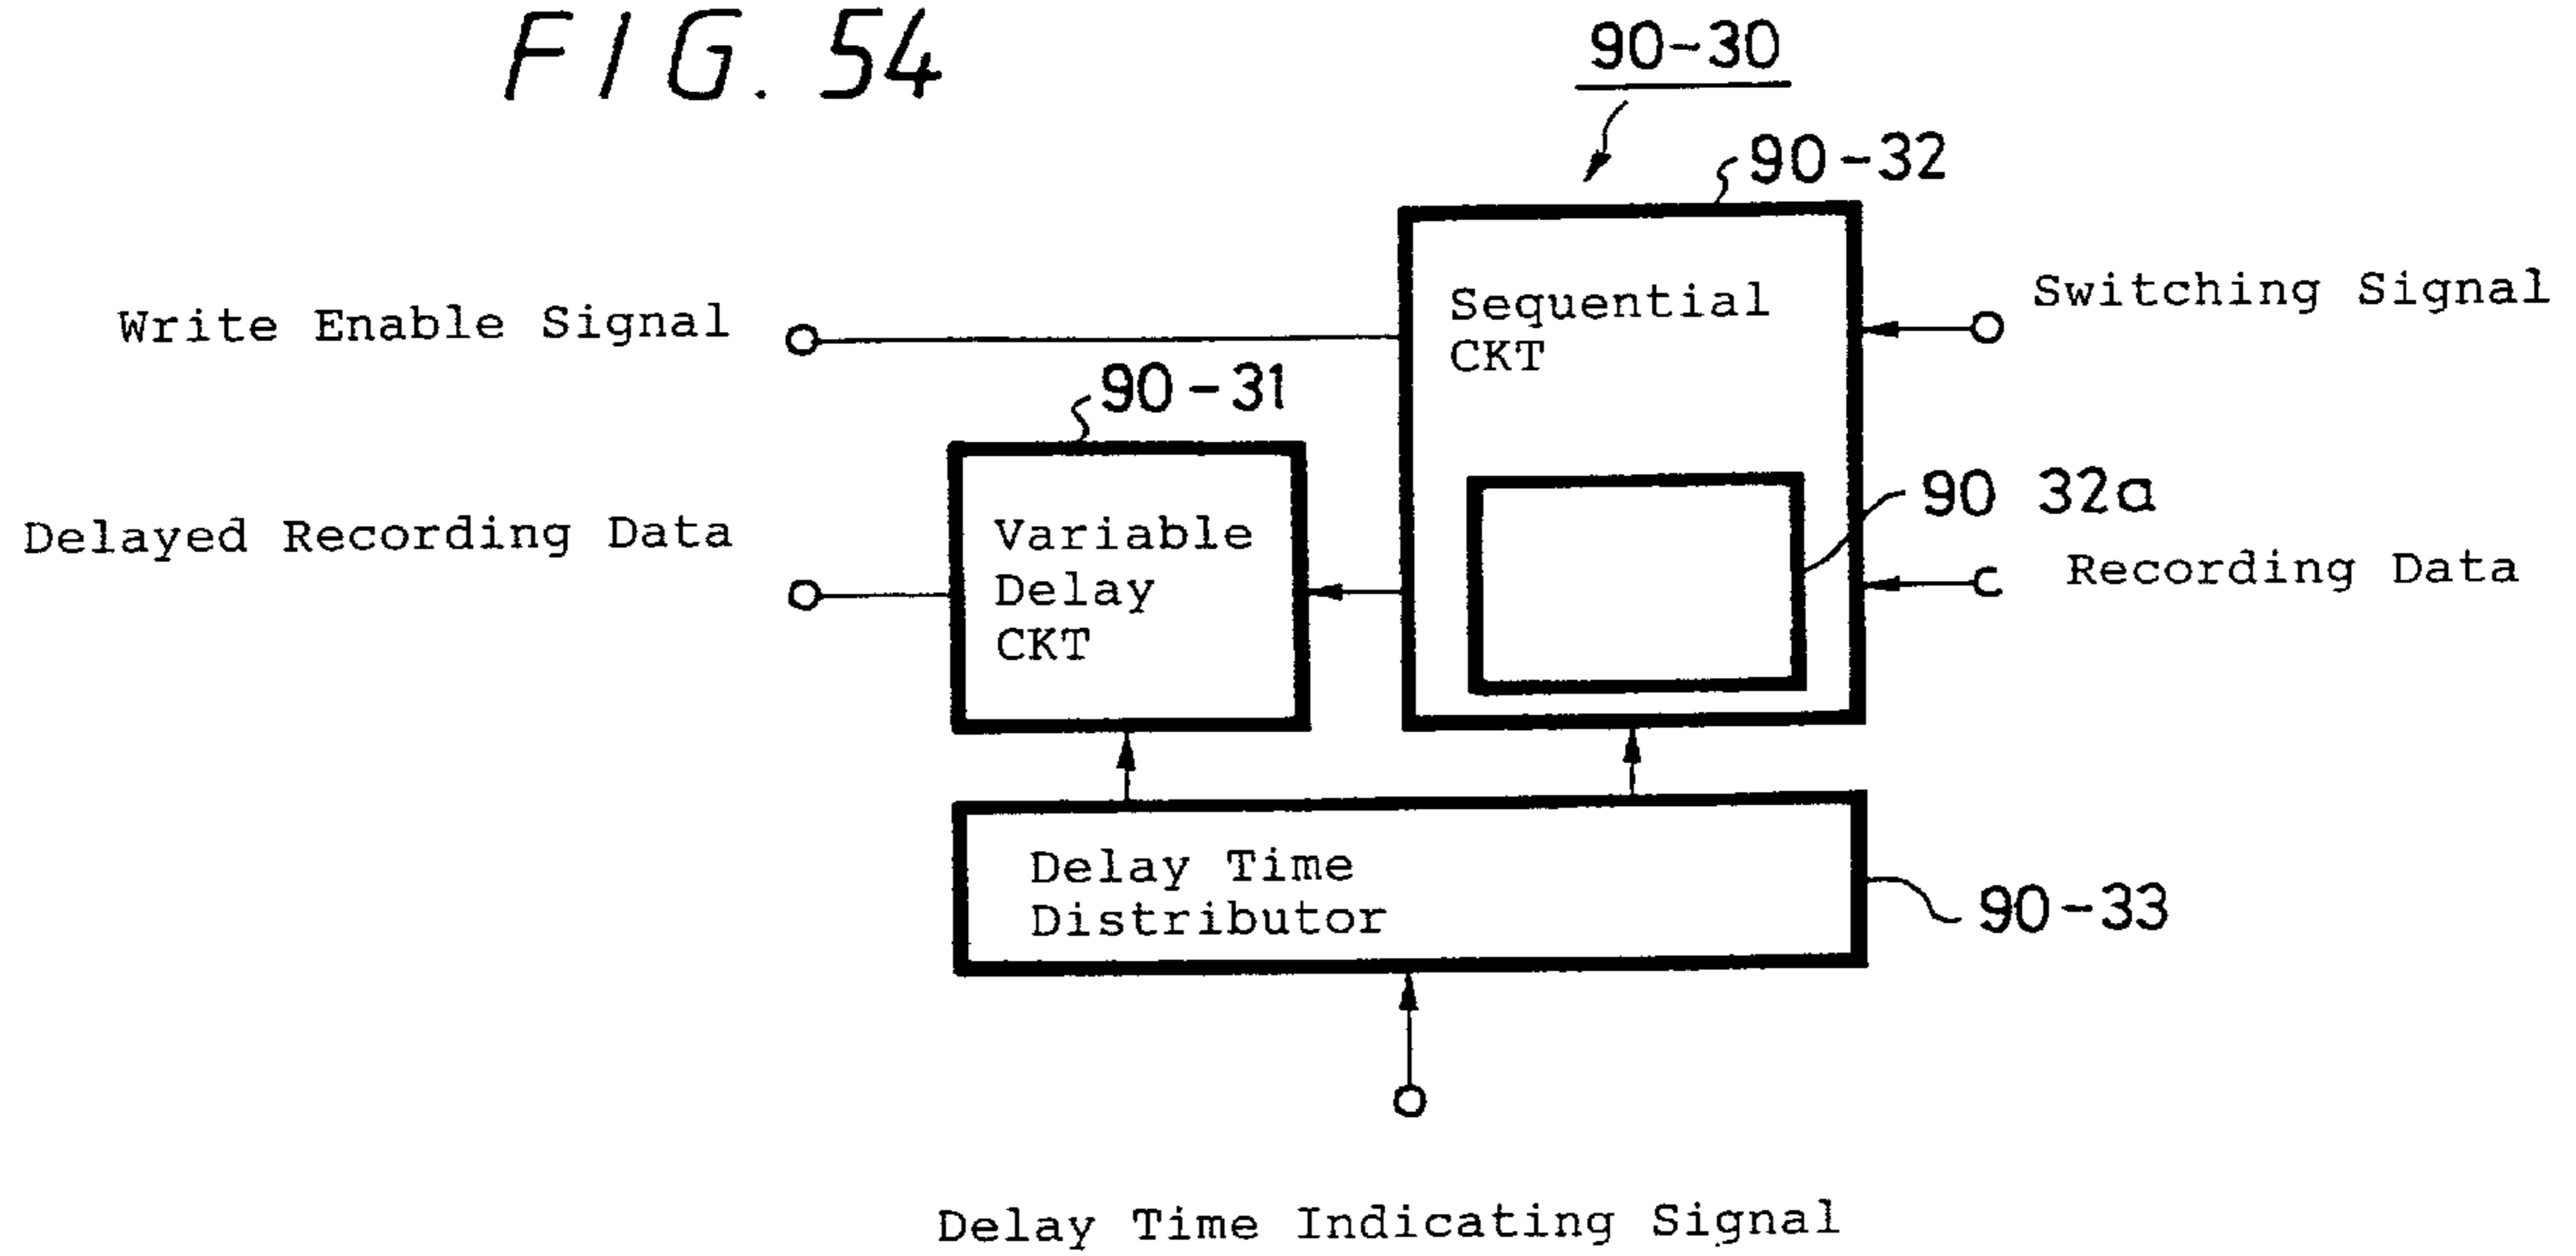 FIG. 54
90-30
90-32
Switching Signal
Sequential
CKT
Write Enable Signal
90-31
90 32a
Delayed Recording Data
Variable
Delay
CKT
Recording Data
Delay Time
Distributor
90-33
Delay Time Indicating Signal